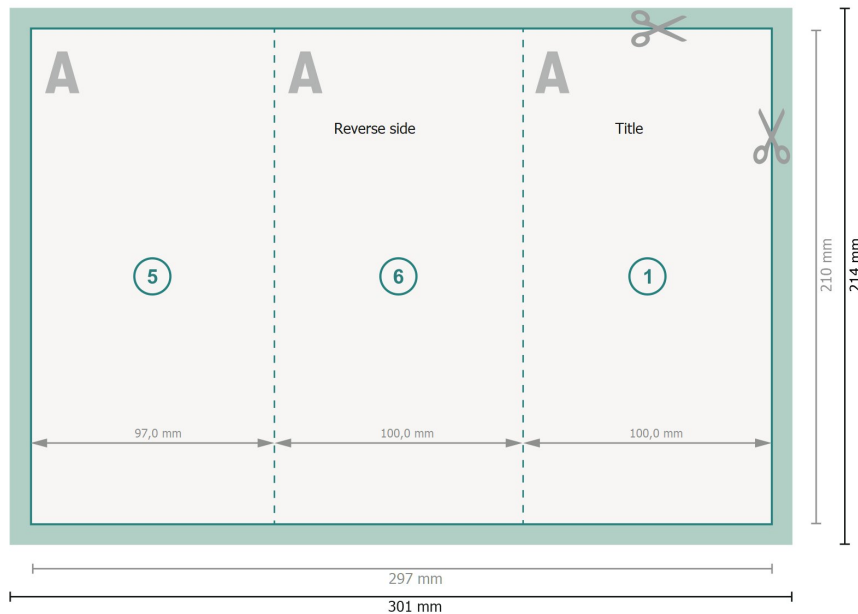 A
A
A
Reverse side
Title
5
6
1
97,0 mm
100,0 mm
100,0 mm
210 mm
214 mm
297 mm
301 mm